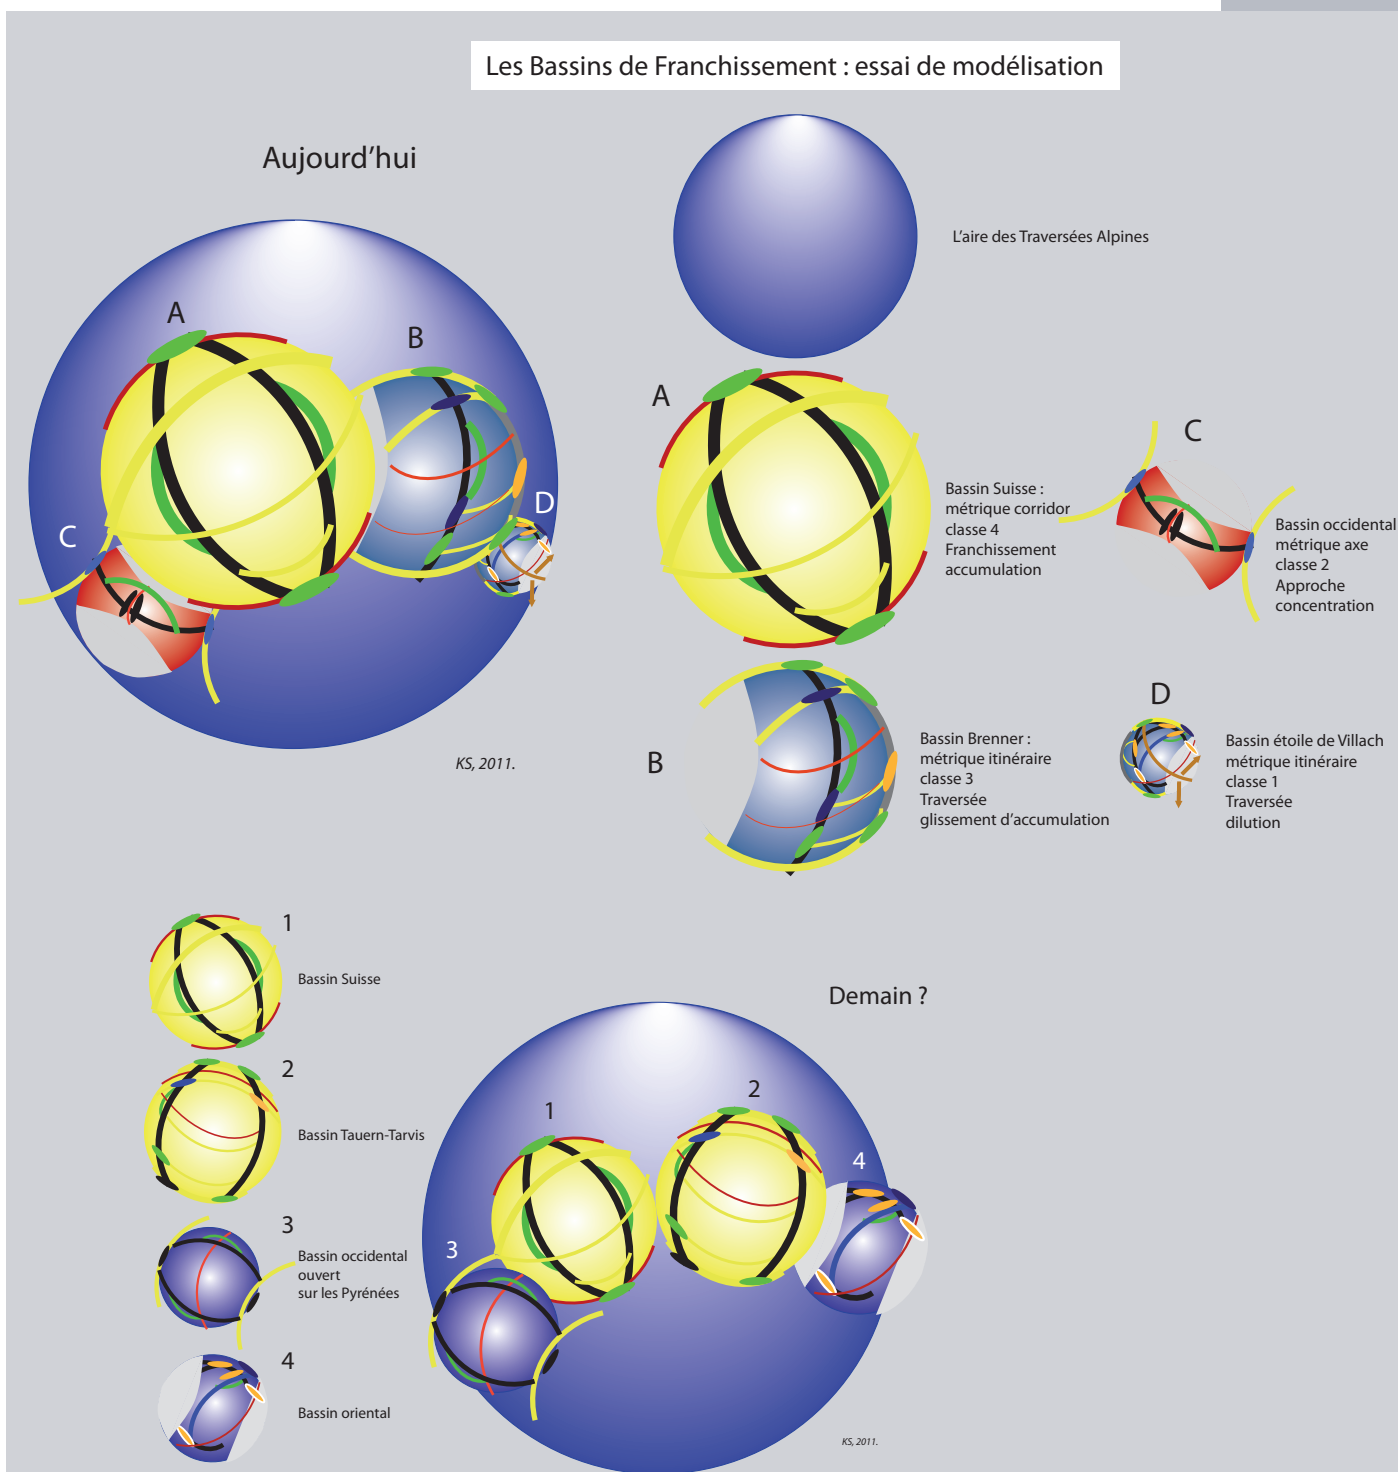 Les Bassins de Franchissement : essai de modélisation
Aujourd'hui
A
B
C
D
KS, 2011.
L'aire des Traversées Alpines
A
Bassin Suisse :
métrique corridor
classe 4
Franchissement
accumulation
C
Bassin occidental
métrique axe
classe 2
Approche
concentration
B
Bassin Brenner :
métrique itinéraire
classe 3
Traversée
glissement d'accumulation
D
Bassin étoile de Villach
métrique itinéraire
classe 1
Traversée
dilution
1
Bassin Suisse
2
Bassin Tauern-Tarvis
3
Bassin occidental
ouvert
sur les Pyrénées
4
Bassin oriental
Demain ?
1
2
3
4
KS, 2011.